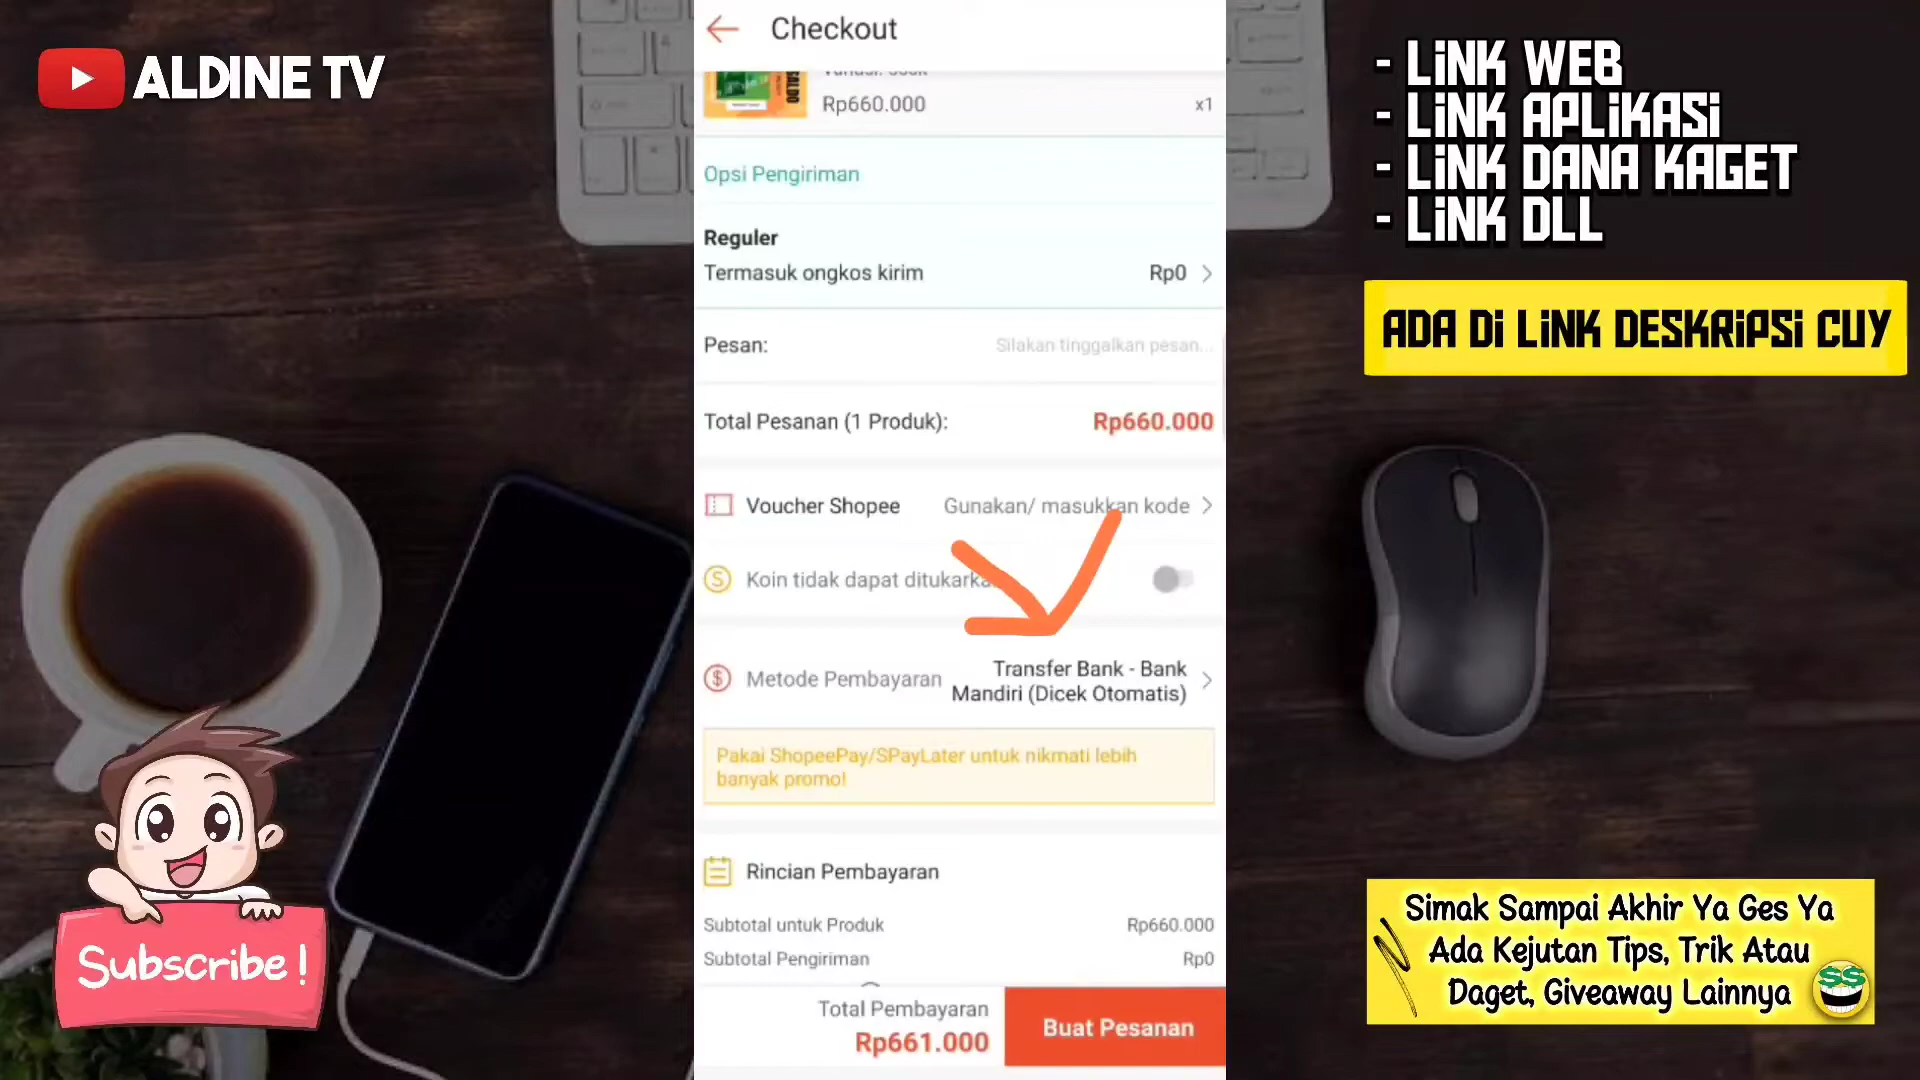 ALDINE TV
Checkout
SALDO
Rp660.000
x1
Opsi Pengiriman
Reguler
Termasuk ongkos kirim
Rp0
Pesan:
Silakan tinggalkan pesan...
Total Pesanan (1 Produk):
Rp660.000
Voucher Shopee
Gunakan/ masukkan kode
Koin tidak dapat ditukarka
Metode Pembayaran
Transfer Bank - Bank
Mandiri (Dicek Otomatis)
Pakai ShopeePay/SPayLater untuk nikmati lebih
banyak promo!
Rincian Pembayaran
Subtotal untuk Produk
Rp660.000
Subtotal Pengiriman
Rp0
Total Pembayaran
Rp661.000
Buat Pesanan
- LiNK WEB
- LiNK APLiKASi
- LiNK DANA KAGET
- LiNK DLL
ADA Di LiNK DESKRiPSi CUY
Subscribe!
Simak Sampai Akhir Ya Ges Ya
Ada Kejutan Tips, Trik Atau
Daget, Giveaway Lainnya